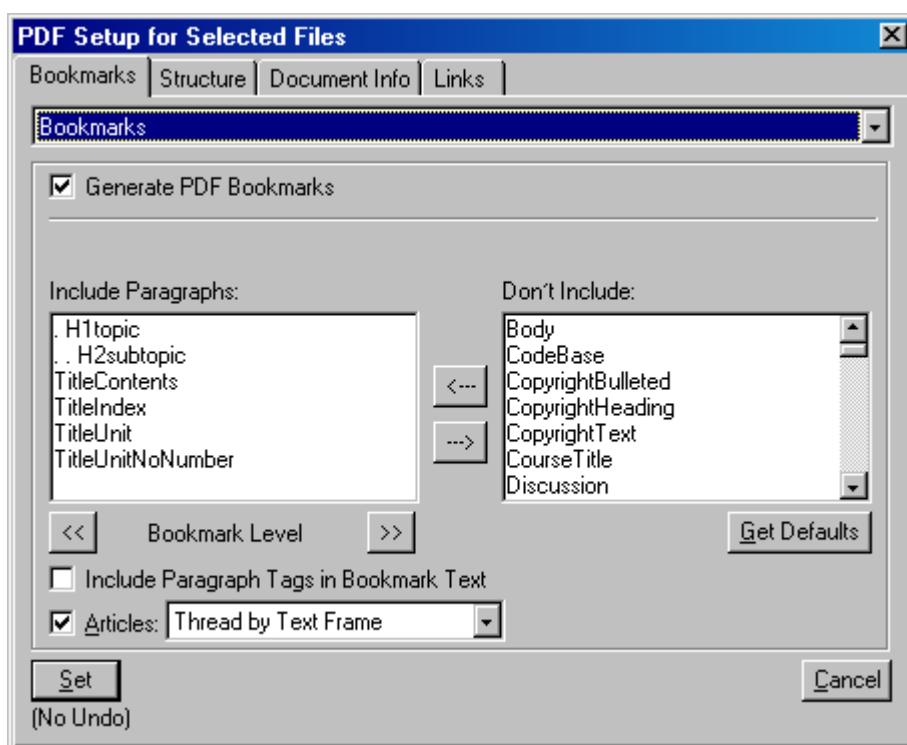 PDF Setup for Selected Files
Bookmarks Structure Document Info Links
Bookmarks
Generate PDF Bookmarks
Include Paragraphs: Don't Include:
. H1topic
. . H2subtopic
TitleContents
TitleIndex
TitleUnit
TitleUnitNoNumber
Body
CodeBase
CopyrightBulleted
CopyrightHeading
CopyrightText
CourseTitle
Discussion
<---
--->
<< Bookmark Level >> Get Defaults
Include Paragraph Tags in Bookmark Text
Articles: Thread by Text Frame
Set Cancel
(No Undo)